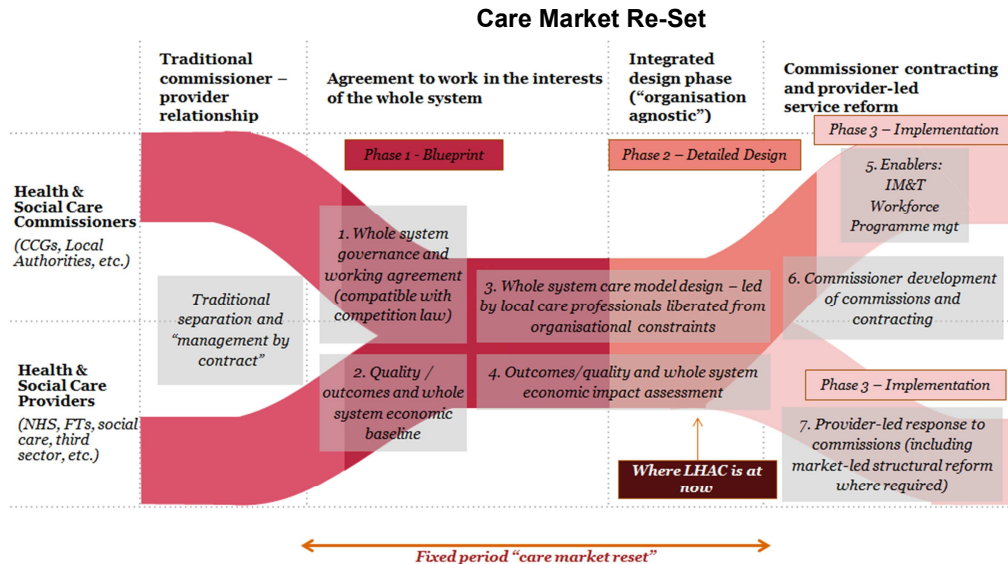 Care Market Re-Set
Traditional
commissioner –
provider
relationship
Agreement to work in the interests
of the whole system
Integrated
design phase
(“organisation
agnostic”)
Commissioner contracting
and provider-led
service reform
Phase 1 - Blueprint
Phase 2 – Detailed Design
Phase 3 – Implementation
Health &
Social Care
Commissioners
(CCGs, Local
Authorities, etc.)
Traditional
separation and
“management by
contract”
Health &
Social Care
Providers
(NHS, FTs, social
care, third
sector, etc.)
1. Whole system
governance and
working agreement
(compatible with
competition law)
2. Quality /
outcomes and whole
system economic
baseline
3. Whole system care model design – led
by local care professionals liberated from
organisational constraints
4. Outcomes/quality and whole system
economic impact assessment
Where LHAC is at
now
5. Enablers:
IM&T
Workforce
Programme mgt
6. Commissioner development
of commissions and
contracting
Phase 3 – Implementation
7. Provider-led response to
commissions (including
market-led structural reform
where required)
Fixed period “care market reset”